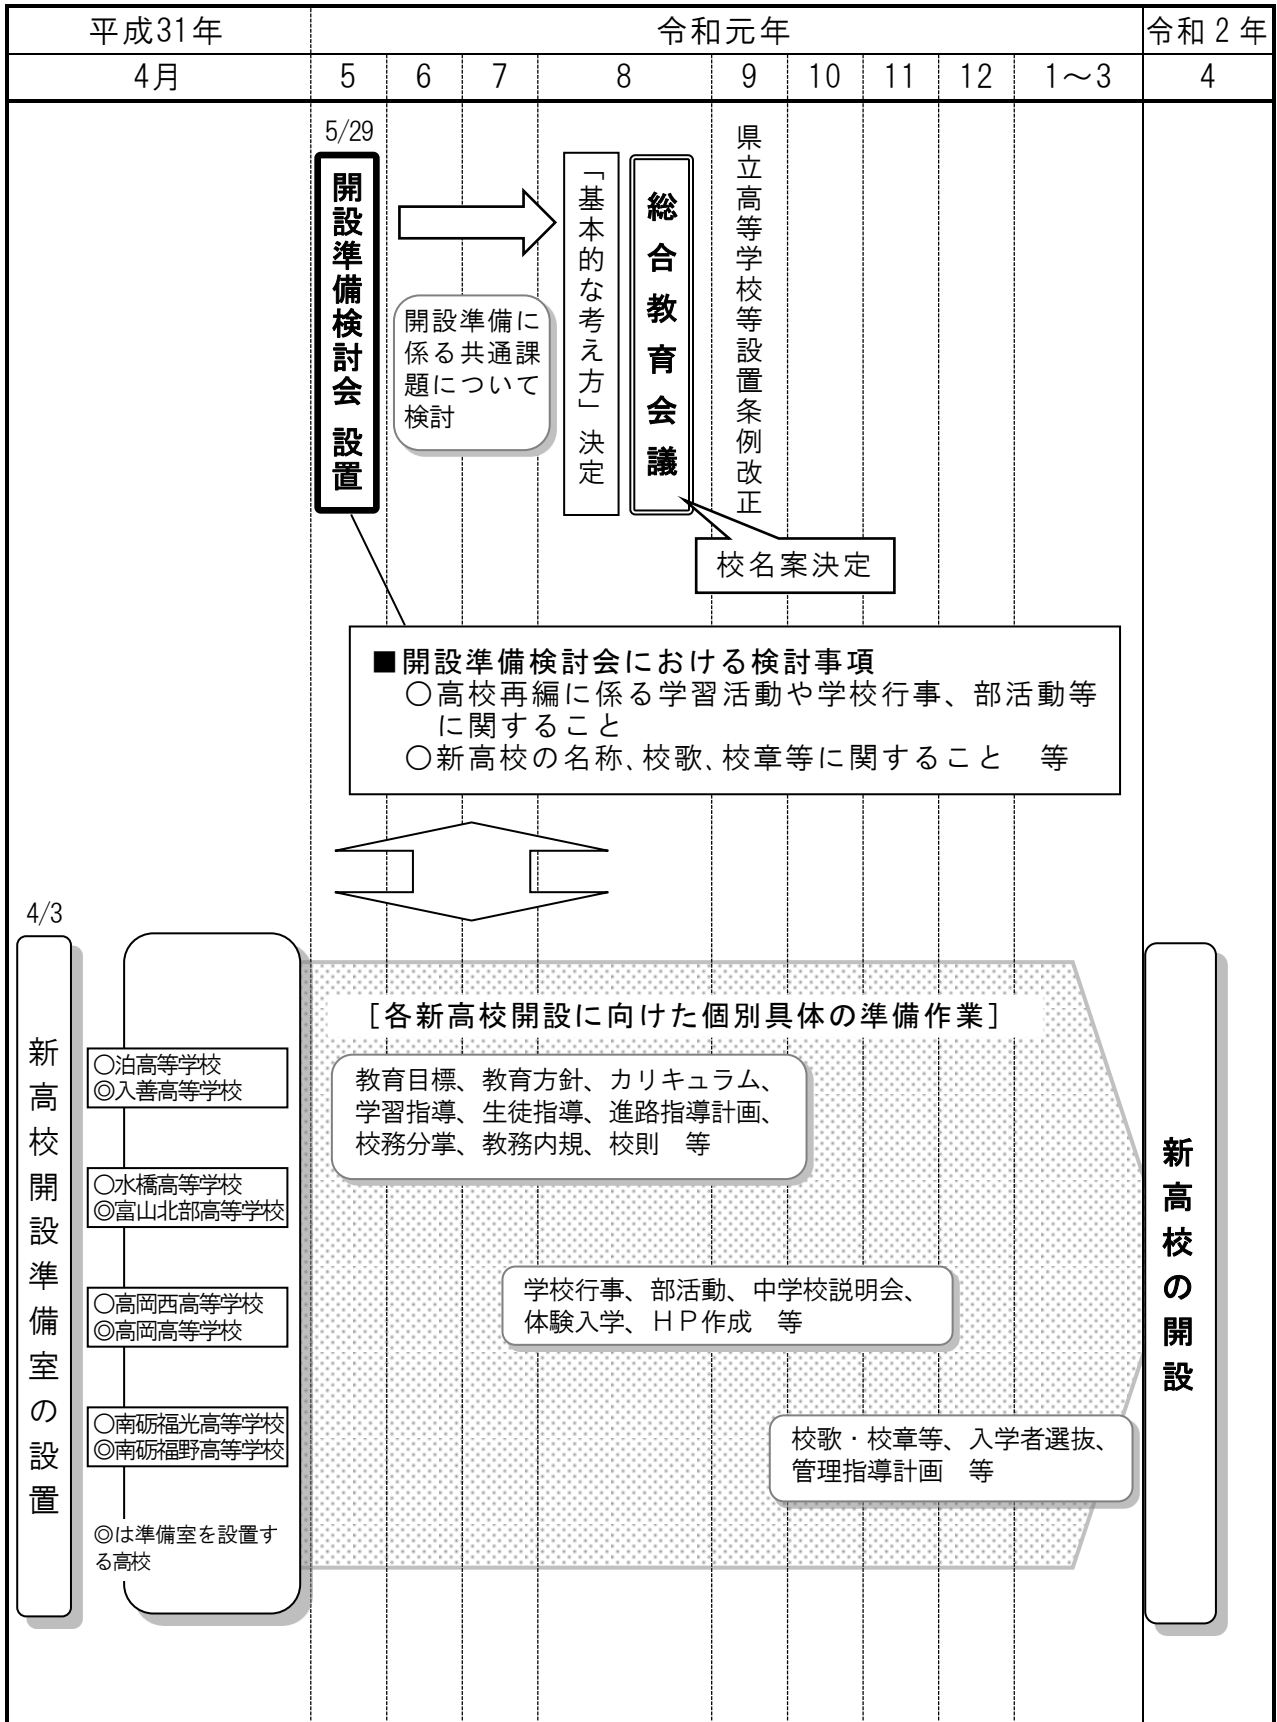 平成31年
令和元年
令和２年
4月
5
6
7
8
9
10
11
12
1～3
4
5/29
開設準備検討会 設置
開設準備に
係る共通課
題について
検討
「基本的な考え方」決定
総合教育会議
県立高等学校等設置条例改正
校名案決定
■開設準備検討会における検討事項
○高校再編に係る学習活動や学校行事、部活動等
に関すること
○新高校の名称、校歌、校章等に関すること　等
4/3
新高校開設準備室の設置
○泊高等学校
◎入善高等学校
○水橋高等学校
◎富山北部高等学校
○高岡西高等学校
◎高岡高等学校
○南砺福光高等学校
◎南砺福野高等学校
◎は準備室を設置す
る高校
［各新高校開設に向けた個別具体の準備作業］
教育目標、教育方針、カリキュラム、
学習指導、生徒指導、進路指導計画、
校務分掌、教務内規、校則　等
学校行事、部活動、中学校説明会、
体験入学、ＨＰ作成　等
校歌・校章等、入学者選抜、
管理指導計画　等
新高校の開設